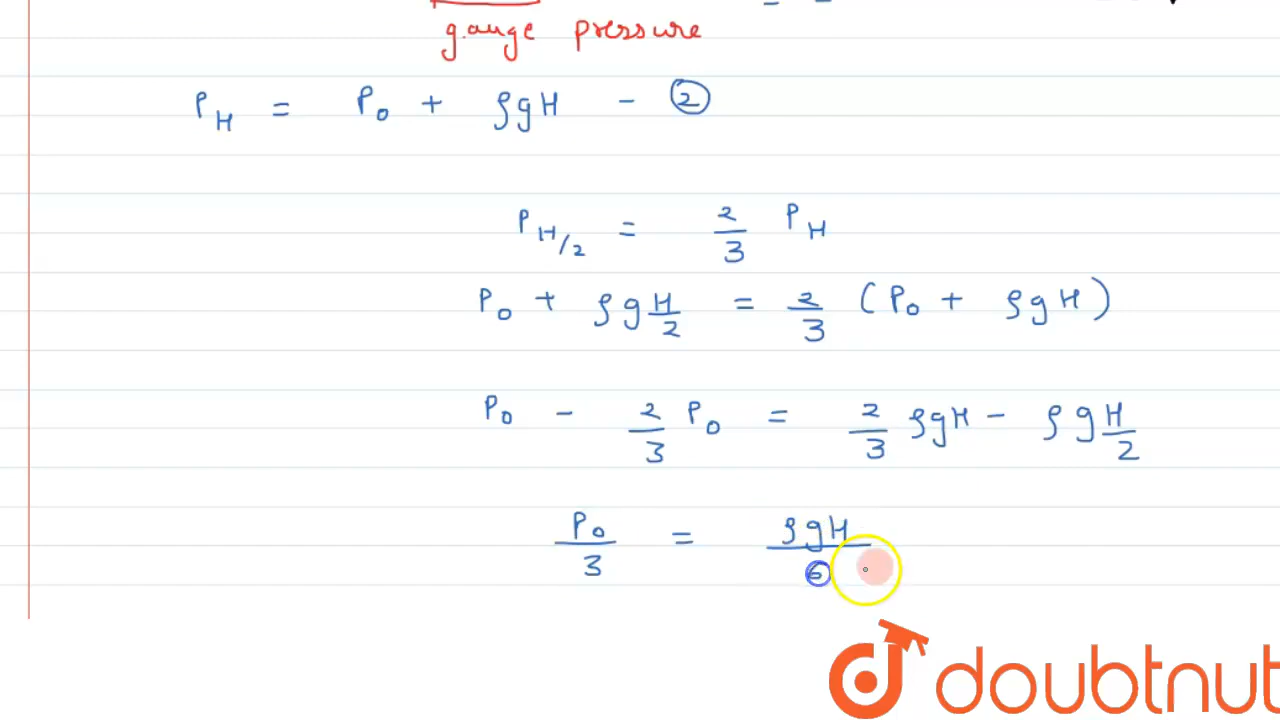 gauge pressure
P_H = P_0 + ρgH - ②
P_{H/2} = 2/3 P_H
P_0 + ρg H/2 = 2/3 (P_0 + ρgH)
P_0 - 2/3 P_0 = 2/3 ρgH - ρg H/2
P_0/3 = ρgH/6
doubtnut